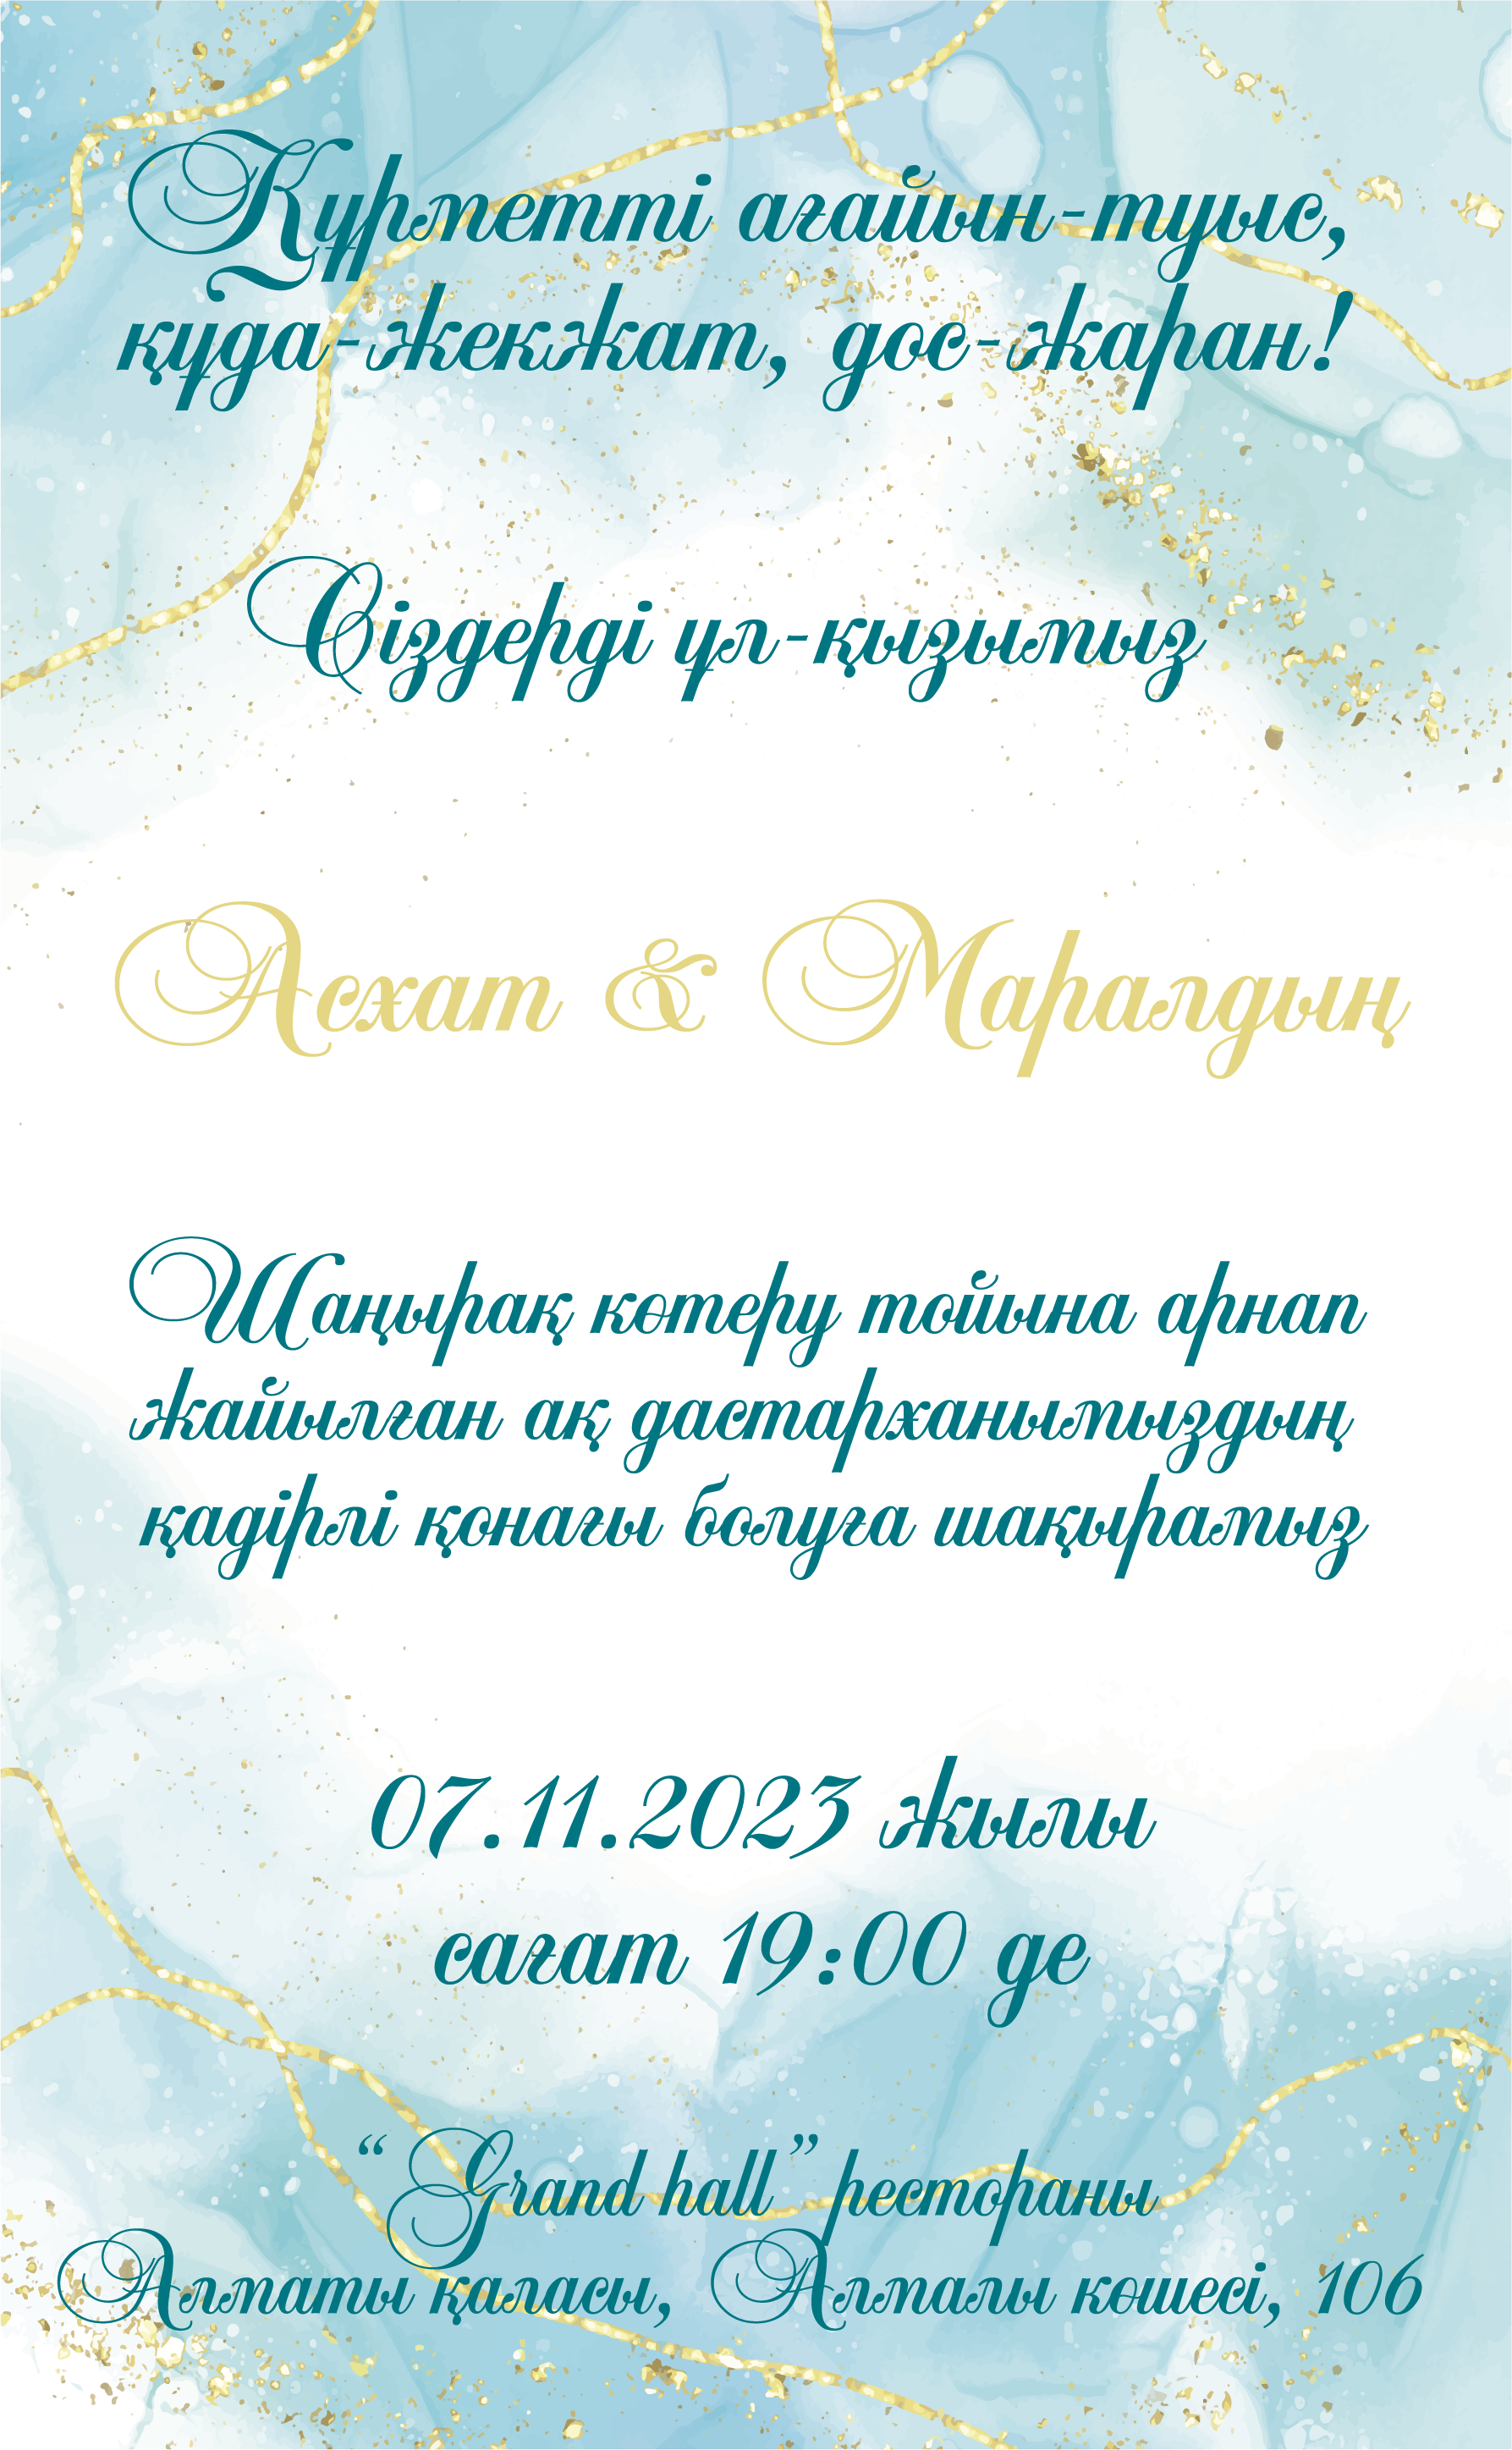 Құрметті ағайын-туыс,
құда-жекжат, дос-жаран!
Сіздерді ұл-қызымыз
Асхат & Маралдың
Шаңырақ көтеру тойына арнап
жайылған ақ дастарханымыздың
қадірлі қонағы болуға шақырамыз
07.11.2023 жылы
сағат 19:00 де
“Grand hall” рестораны
Алматы қаласы, Алмалы көшесі, 106